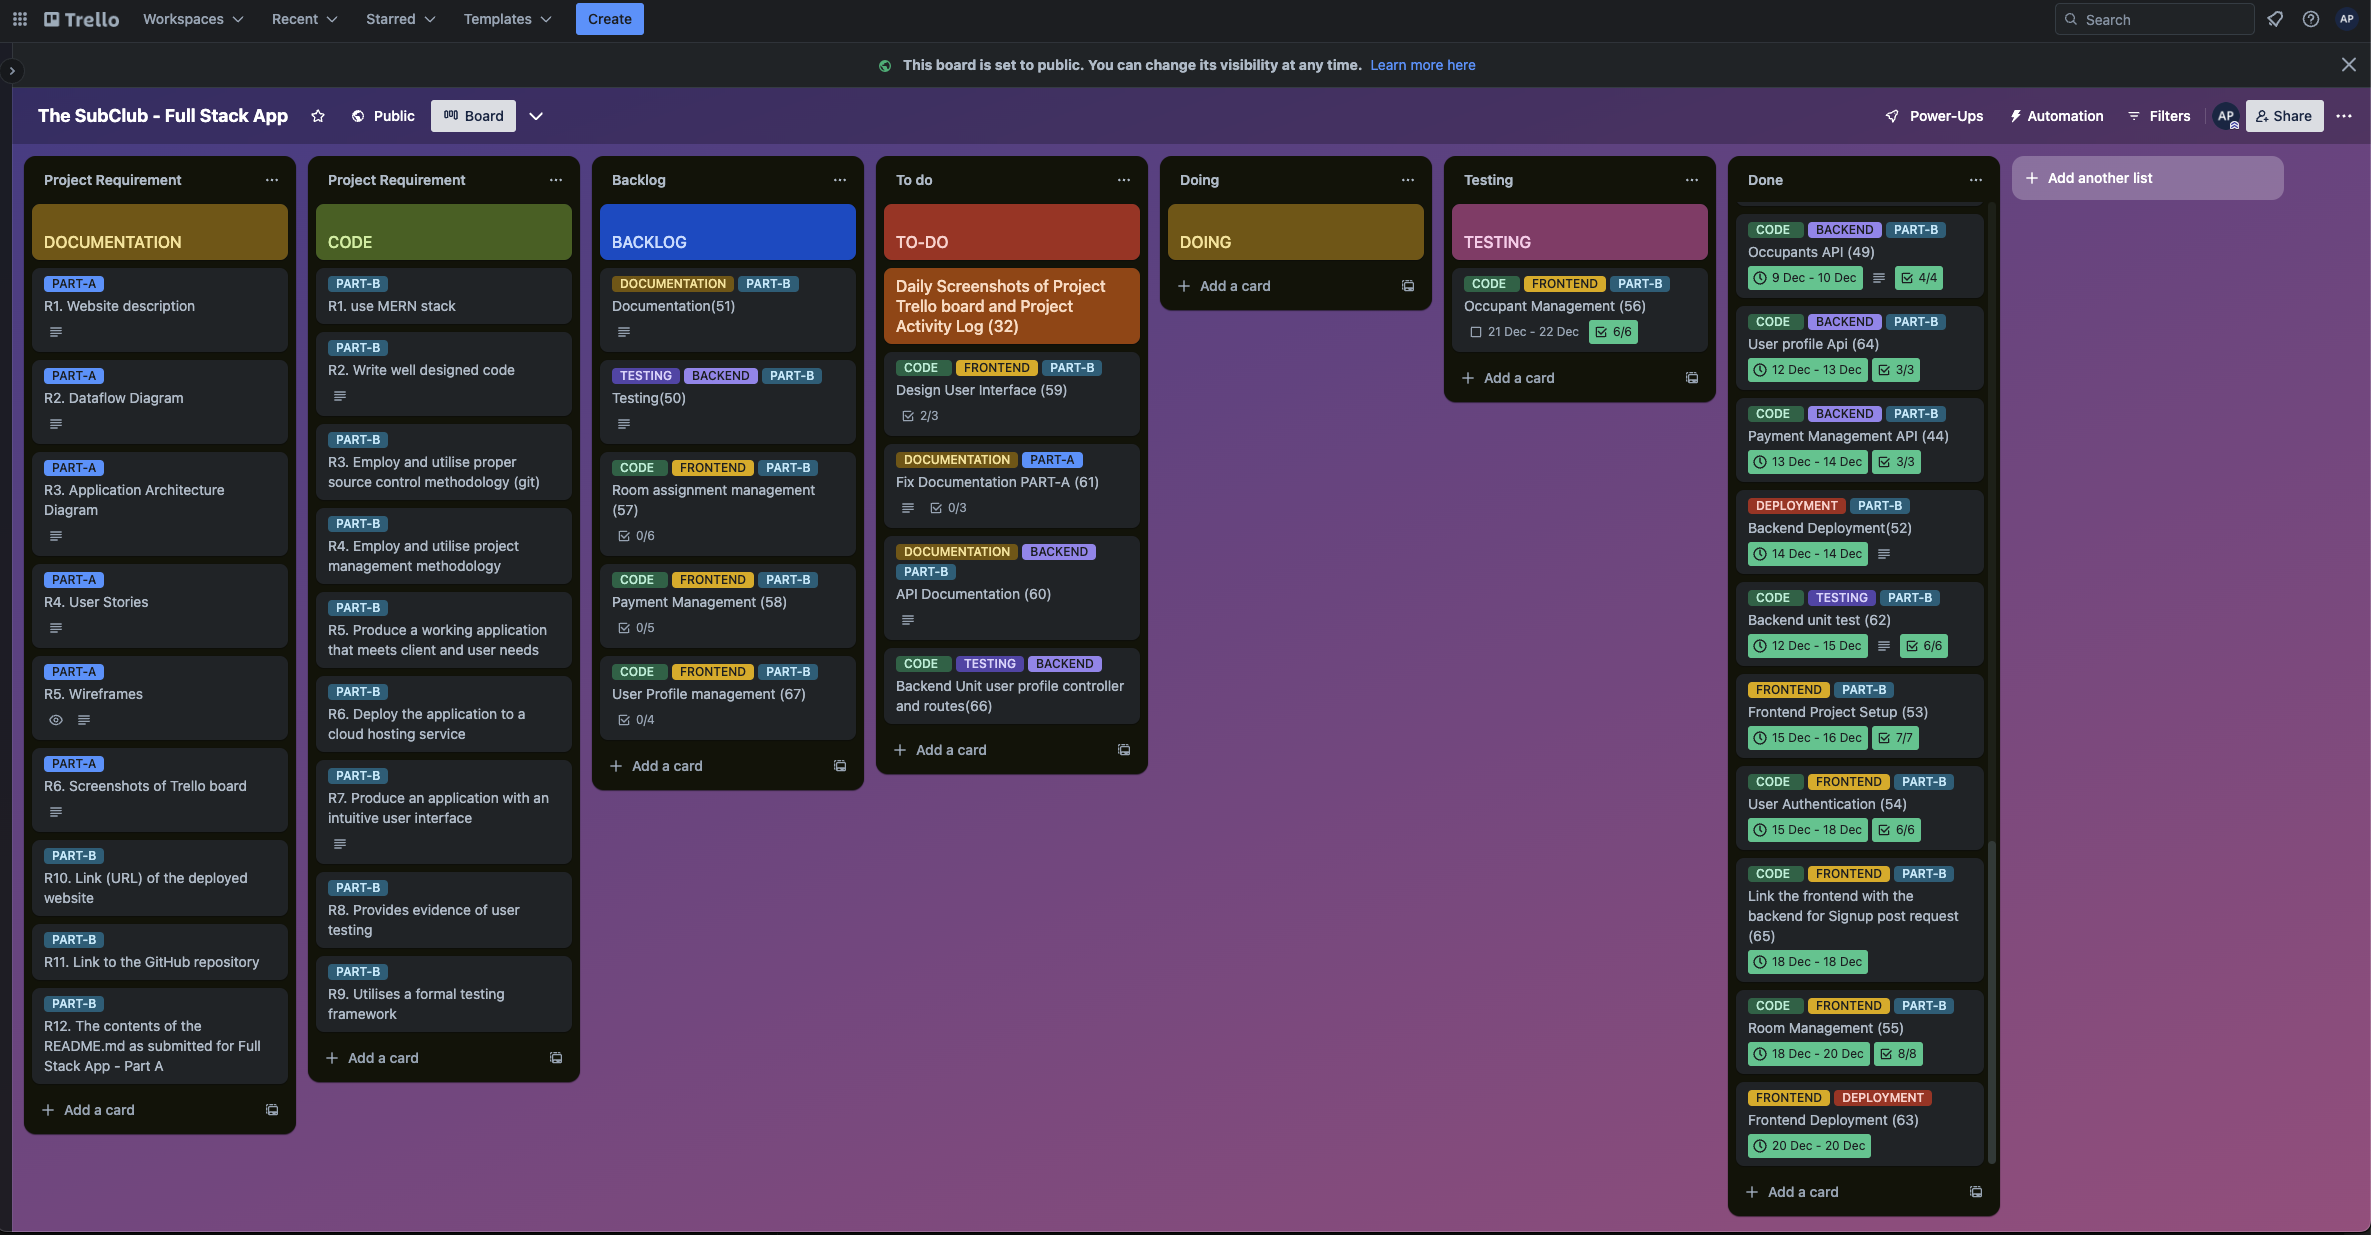 Trello
Workspaces
Recent
Starred
Templates
Create
Search
AP
This board is set to public. You can change its visibility at any time. Learn more here
The SubClub - Full Stack App
Public
Board
Power-Ups
Automation
Filters
AP
Share
Project Requirement
DOCUMENTATION
PART-A
R1. Website description
PART-A
R2. Dataflow Diagram
PART-A
R3. Application Architecture
Diagram
PART-A
R4. User Stories
PART-A
R5. Wireframes
PART-A
R6. Screenshots of Trello board
PART-B
R10. Link (URL) of the deployed
website
PART-B
R11. Link to the GitHub repository
PART-B
R12. The contents of the
README.md as submitted for Full
Stack App - Part A
+ Add a card
Project Requirement
CODE
PART-B
R1. use MERN stack
PART-B
R2. Write well designed code
PART-B
R3. Employ and utilise proper
source control methodology (git)
PART-B
R4. Employ and utilise project
management methodology
PART-B
R5. Produce a working application
that meets client and user needs
PART-B
R6. Deploy the application to a
cloud hosting service
PART-B
R7. Produce an application with an
intuitive user interface
PART-B
R8. Provides evidence of user
testing
PART-B
R9. Utilises a formal testing
framework
+ Add a card
Backlog
BACKLOG
DOCUMENTATION PART-B
Documentation(51)
TESTING BACKEND PART-B
Testing(50)
CODE FRONTEND PART-B
Room assignment management
(57)
0/6
CODE FRONTEND PART-B
Payment Management (58)
0/5
CODE FRONTEND PART-B
User Profile management (67)
0/4
+ Add a card
To do
TO-DO
Daily Screenshots of Project
Trello board and Project
Activity Log (32)
CODE FRONTEND PART-B
Design User Interface (59)
2/3
DOCUMENTATION PART-A
Fix Documentation PART-A (61)
0/3
DOCUMENTATION BACKEND
PART-B
API Documentation (60)
CODE TESTING BACKEND
Backend Unit user profile controller
and routes(66)
+ Add a card
Doing
DOING
+ Add a card
Testing
TESTING
CODE FRONTEND PART-B
Occupant Management (56)
21 Dec - 22 Dec 6/6
+ Add a card
Done
CODE BACKEND PART-B
Occupants API (49)
9 Dec - 10 Dec 4/4
CODE BACKEND PART-B
User profile Api (64)
12 Dec - 13 Dec 3/3
CODE BACKEND PART-B
Payment Management API (44)
13 Dec - 14 Dec 3/3
DEPLOYMENT PART-B
Backend Deployment(52)
14 Dec - 14 Dec
CODE TESTING PART-B
Backend unit test (62)
12 Dec - 15 Dec 6/6
FRONTEND PART-B
Frontend Project Setup (53)
15 Dec - 16 Dec 7/7
CODE FRONTEND PART-B
User Authentication (54)
15 Dec - 18 Dec 6/6
CODE FRONTEND PART-B
Link the frontend with the
backend for Signup post request
(65)
18 Dec - 18 Dec
CODE FRONTEND PART-B
Room Management (55)
18 Dec - 20 Dec 8/8
FRONTEND DEPLOYMENT
Frontend Deployment (63)
20 Dec - 20 Dec
+ Add a card
+ Add another list